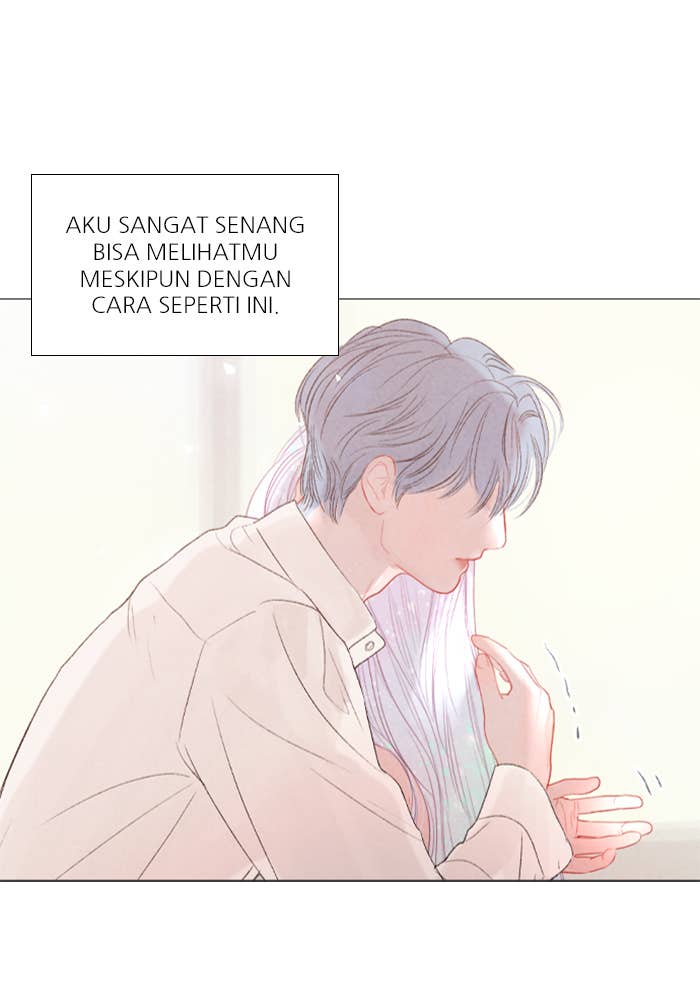 AKU SANGAT SENANG
BISA MELIHATMU
MESKIPUN DENGAN
CARA SEPERTI INI.